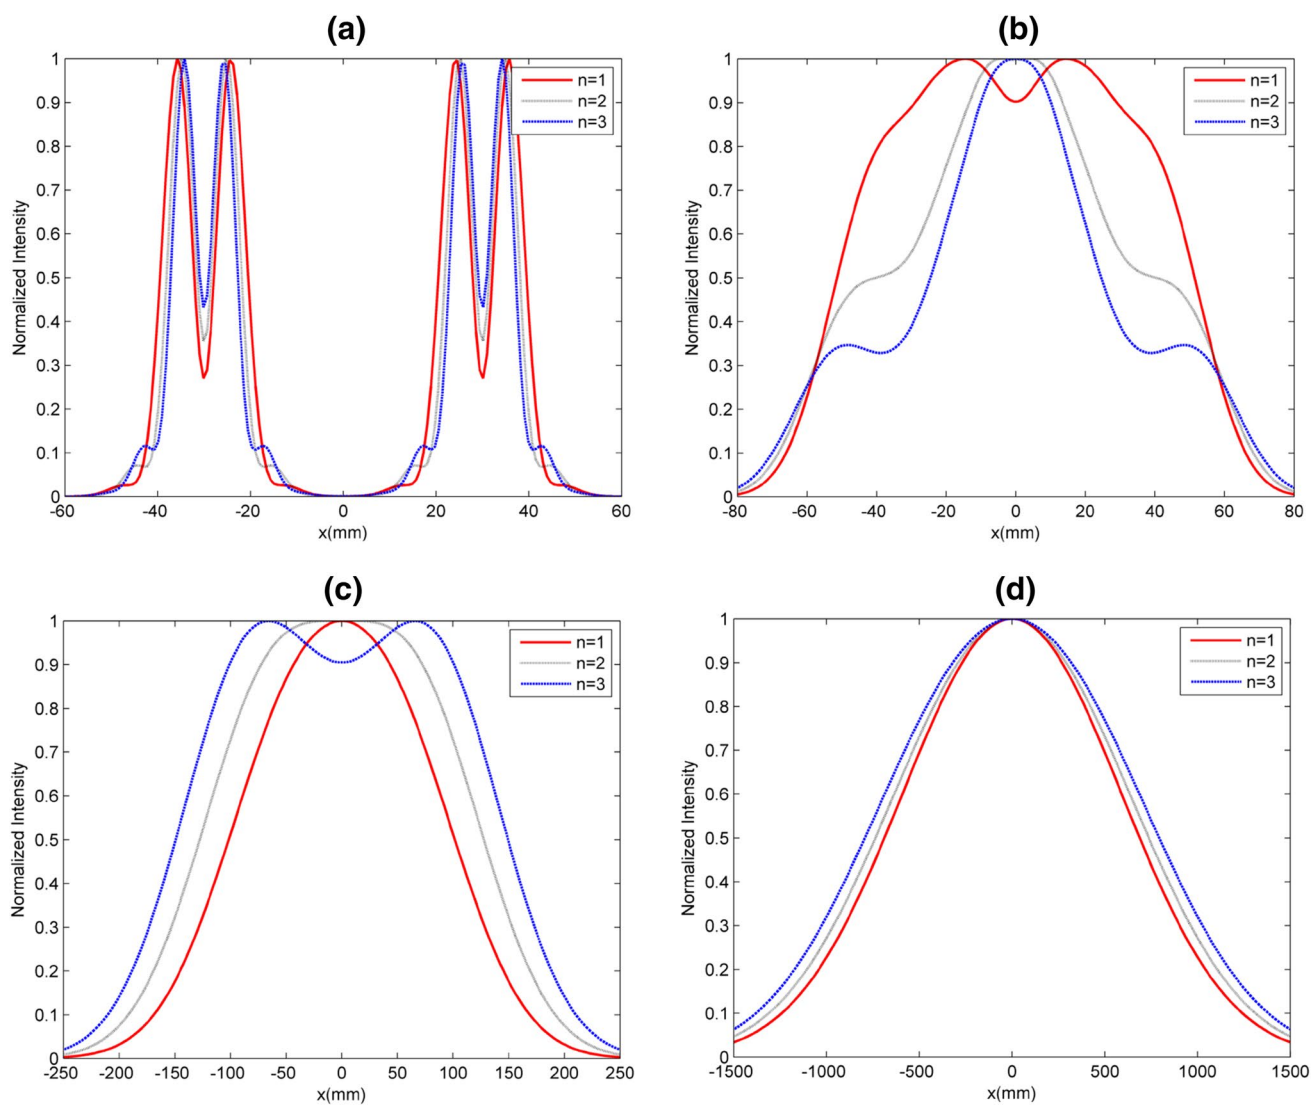 (a)
Normalized Intensity
1
0.9
0.8
0.7
0.6
0.5
0.4
0.3
0.2
0.1
0
-60 -40 -20 0 20 40 60
x(mm)
n=1
n=2
n=3
(b)
Normalized Intensity
1
0.9
0.8
0.7
0.6
0.5
0.4
0.3
0.2
0.1
0
-80 -60 -40 -20 0 20 40 60 80
x(mm)
n=1
n=2
n=3
(c)
Normalized Intensity
1
0.9
0.8
0.7
0.6
0.5
0.4
0.3
0.2
0.1
0
-250 -200 -150 -100 -50 0 50 100 150 200 250
x(mm)
n=1
n=2
n=3
(d)
Normalized Intensity
1
0.9
0.8
0.7
0.6
0.5
0.4
0.3
0.2
0.1
0
-1500 -1000 -500 0 500 1000 1500
x(mm)
n=1
n=2
n=3